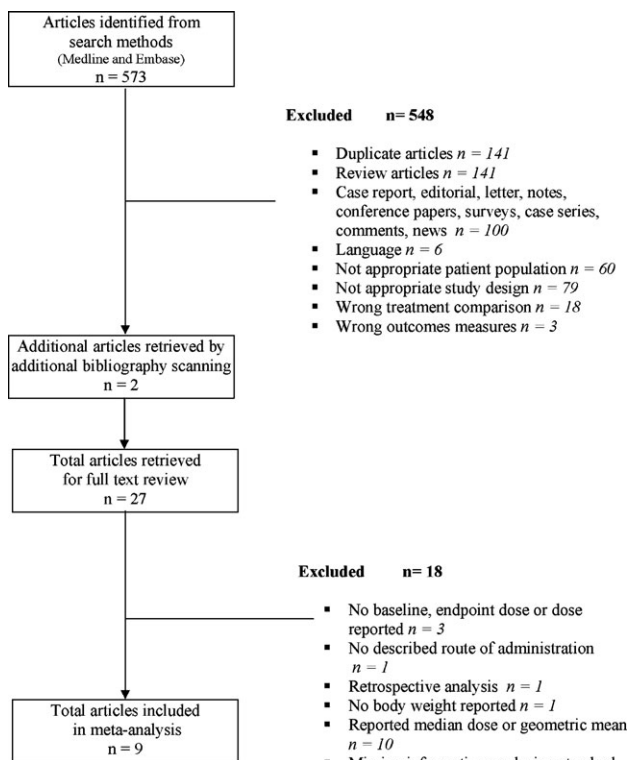 Articles identified from
search methods
(Medline and Embase)
n = 573
Excluded n= 548
▪ Duplicate articles n = 141
▪ Review articles n = 141
▪ Case report, editorial, letter, notes,
conference papers, surveys, case series,
comments, news n = 100
▪ Language n = 6
▪ Not appropriate patient population n = 60
▪ Not appropriate study design n = 79
▪ Wrong treatment comparison n = 18
▪ Wrong outcomes measures n = 3
Additional articles retrieved by
additional bibliography scanning
n = 2
Total articles retrieved
for full text review
n = 27
Excluded n= 18
▪ No baseline, endpoint dose or dose
reported n = 3
▪ No described route of administration
n = 1
▪ Retrospective analysis n = 1
▪ No body weight reported n = 1
▪ Reported median dose or geometric mean
n = 10
Total articles included
in meta-analysis
n = 9